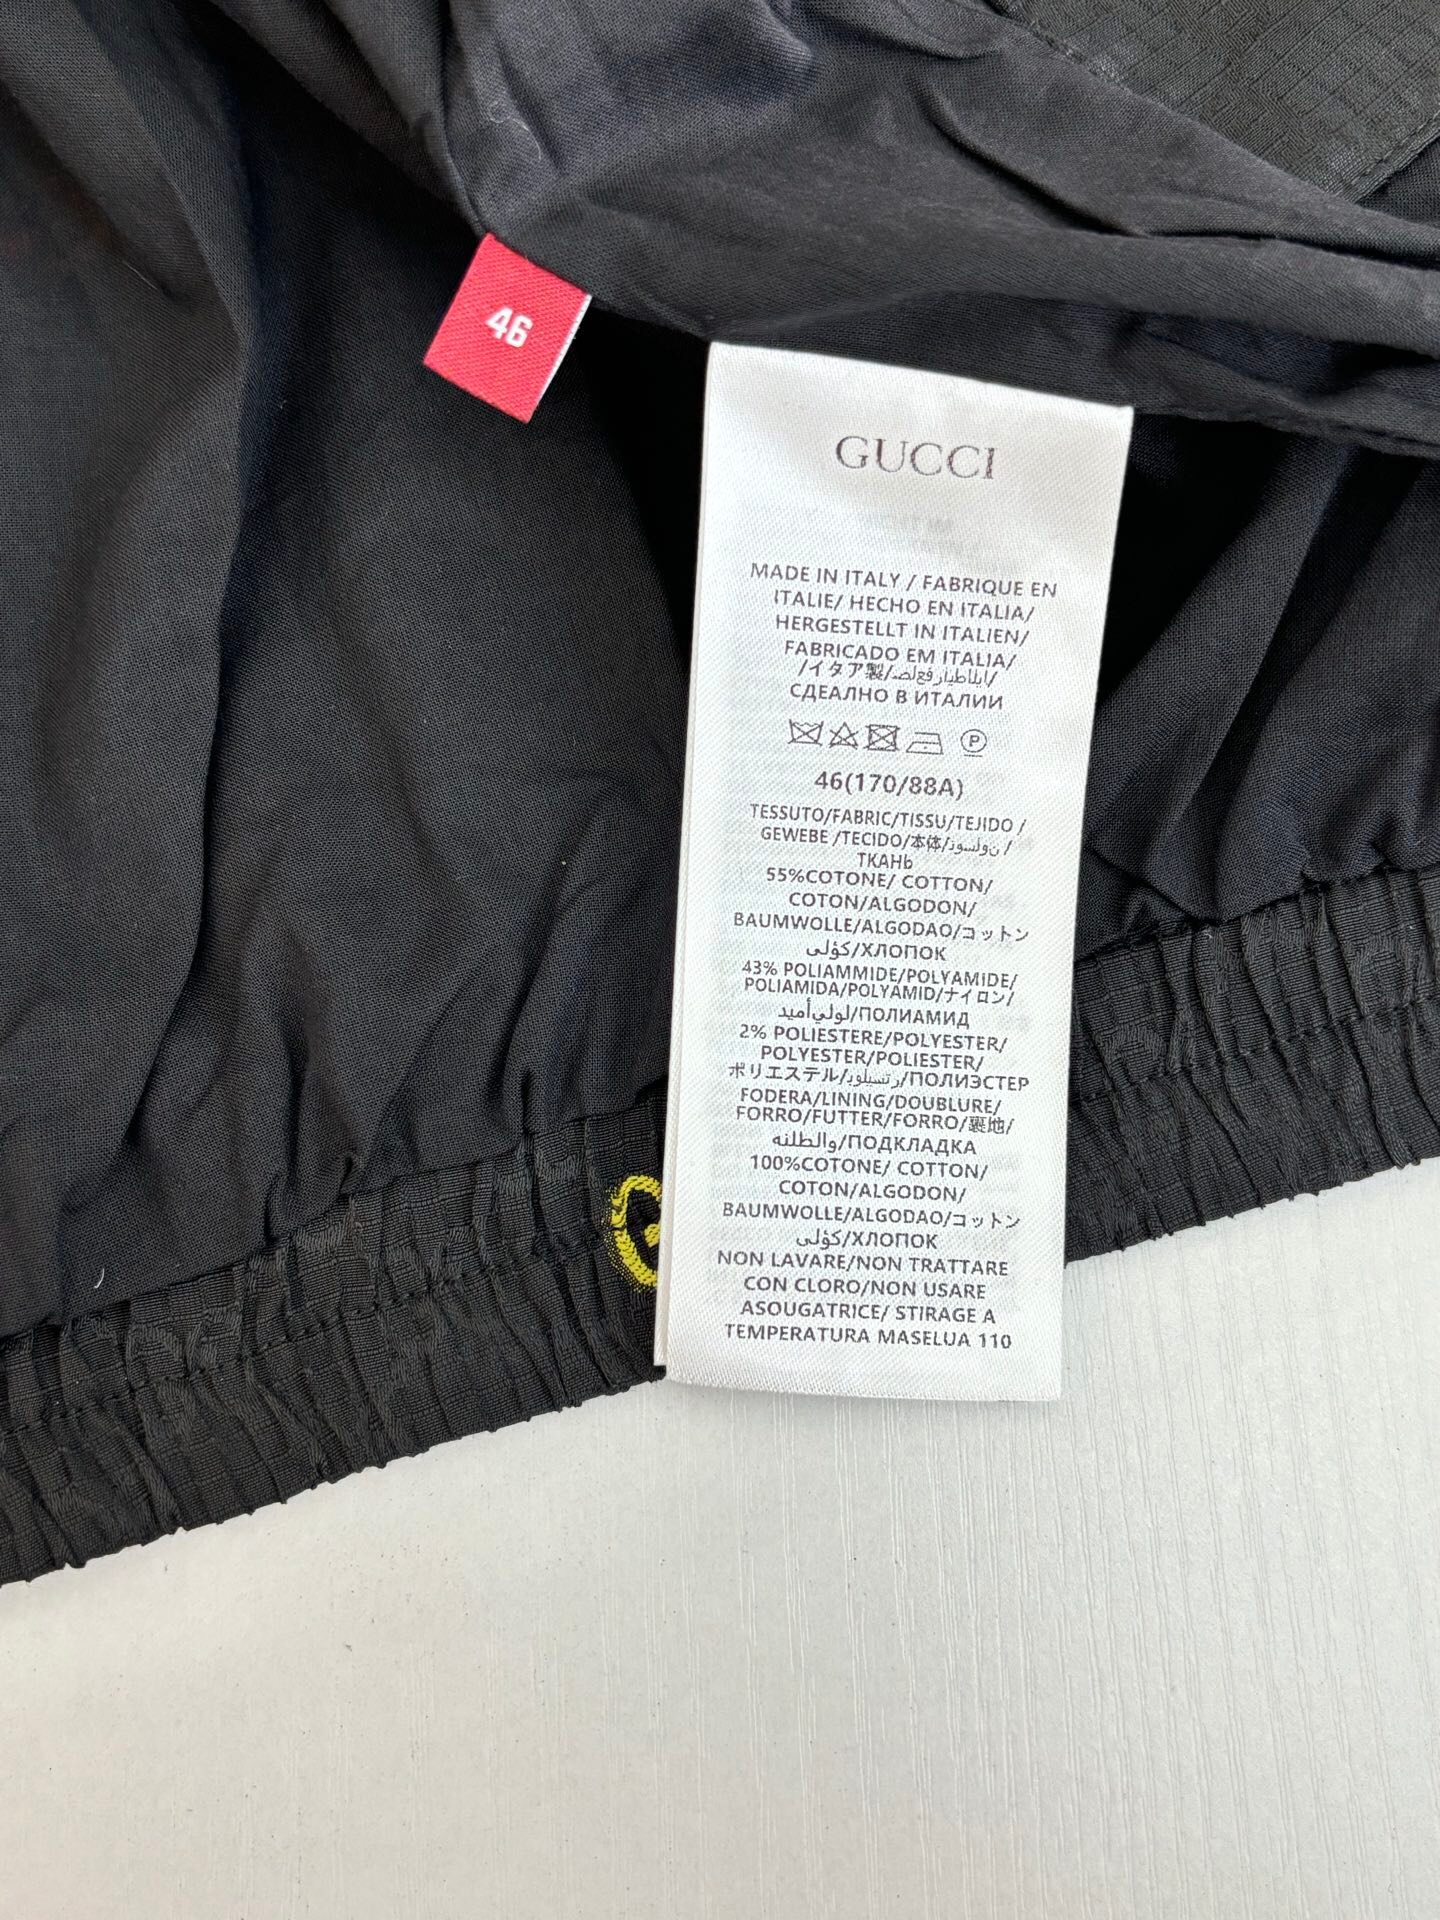 46
GUCCI
MADE IN ITALY / FABRIQUE EN
ITALIE/ HECHO EN ITALIA/
HERGESTELLT IN ITALIEN/
FABRICADO EM ITALIA/
/イタア製/
СДЕАЛНО В ИТАЛИИ
P
46(170/88A)
TESSUTO/FABRIC/TISSU/TEJIDO /
GEWEBE /TECIDO/本体/
ТКАНЬ
55%COTONE/ COTTON/
COTON/ALGODON/
BAUMWOLLE/ALGODAO/コットン
كؤلى/ХЛОПОК
43% POLIAMMIDE/POLYAMIDE/
POLIAMIDA/POLYAMID/ナイロン/
لولي أميد/ПОЛИАМИД
2% POLIESTERE/POLYESTER/
POLYESTER/POLIESTER/
ポリエステル/ПОЛИЭСТЕР
FODERA/LINING/DOUBLURE/
FORRO/FUTTER/FORRO/裏地/
والطلنه/ПОДКЛАДКА
100%COTONE/ COTTON/
COTON/ALGODON/
BAUMWOLLE/ALGODAO/コットン
كؤلى/ХЛОПОК
NON LAVARE/NON TRATTARE
CON CLORO/NON USARE
ASOUGATRICE/ STIRAGE A
TEMPERATURA MASELUA 110